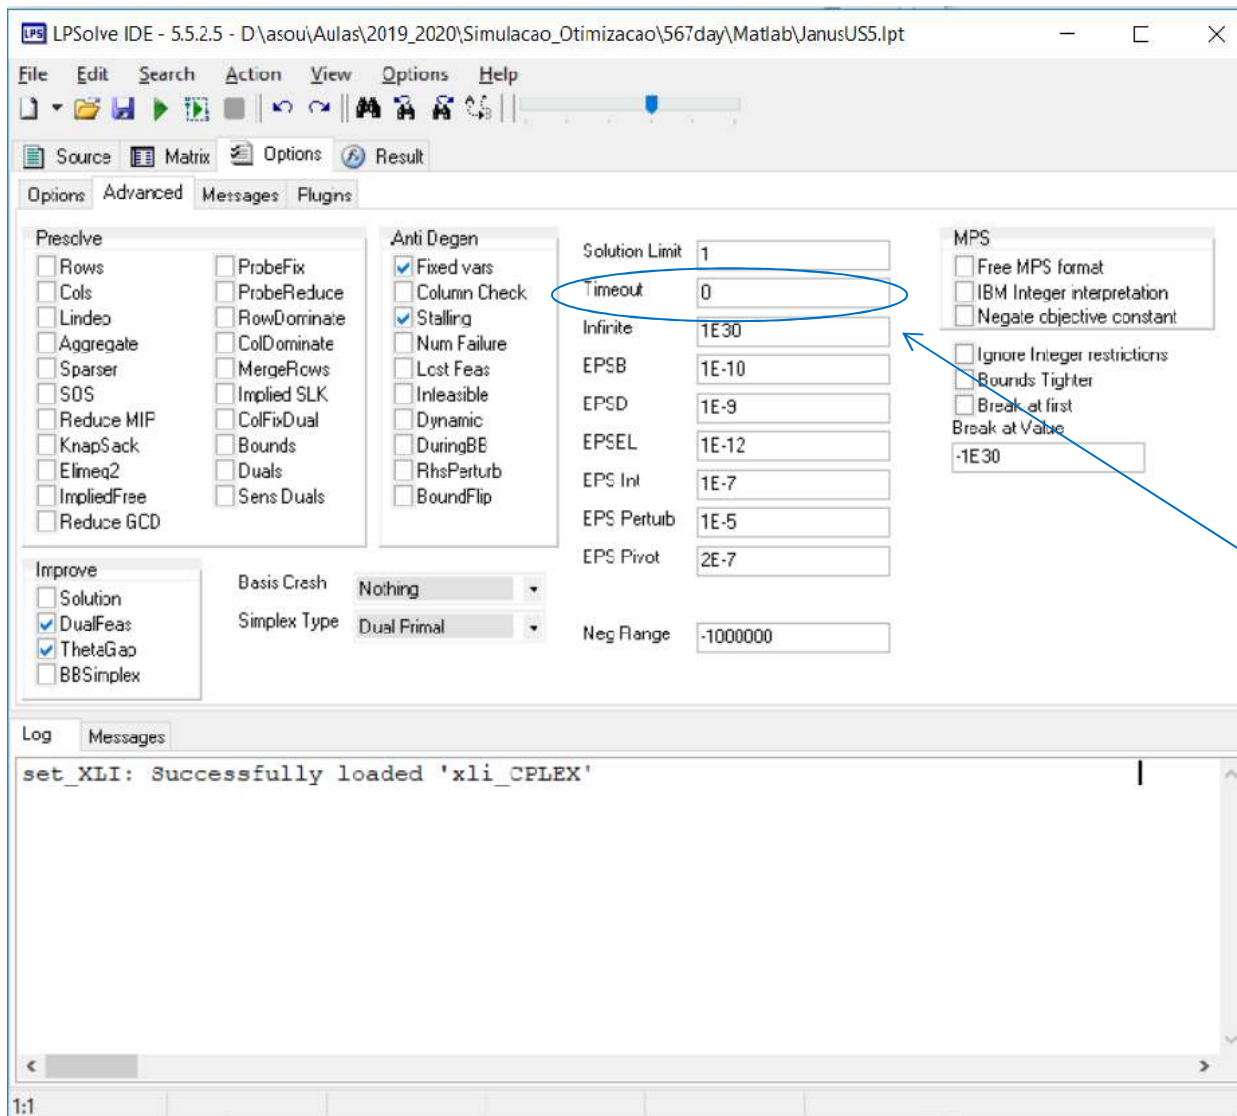 LPS LPSolve IDE - 5.5.2.5 - D:\asou\Aulas\2019_2020\Simulacao_Otimizacao\567day\Matlab\JanusUS5.lpt
File Edit Search Action View Options Help
Source Matrix Options Result
Options Advanced Messages Plugins
Presolve
Rows
Cols
Lindep
Aggregate
Sparser
SOS
Reduce MIP
KnapSack
Elimeq2
ImpliedFree
Reduce GCD
ProbeFix
ProbeReduce
RowDominate
ColDominate
MergeRows
Implied SLK
ColFixDual
Bounds
Duals
Sens Duals
Anti Degen
Fixed vars
Column Check
Stalling
Num Failure
Lost Feas
Infeasible
Dynamic
DuringBB
RhsPerturb
BoundFlip
Solution Limit 1
Timeout 0
Infinite 1E30
EPSB 1E-10
EPSD 1E-9
EPSEL 1E-12
EPS Int 1E-7
EPS Perturb 1E-5
EPS Pivot 2E-7
Neg Range -1000000
MPS
Free MPS format
IBM Integer interpretation
Negate objective constant
Ignore Integer restrictions
Bounds Tighter
Break at first
Break at Value
-1E30
Improve
Solution
DualFeas
ThetaGap
BBSimplex
Basis Crash Nothing
Simplex Type Dual Primal
Log Messages
set_XLI: Successfully loaded 'xli_CPLEX'
1:1